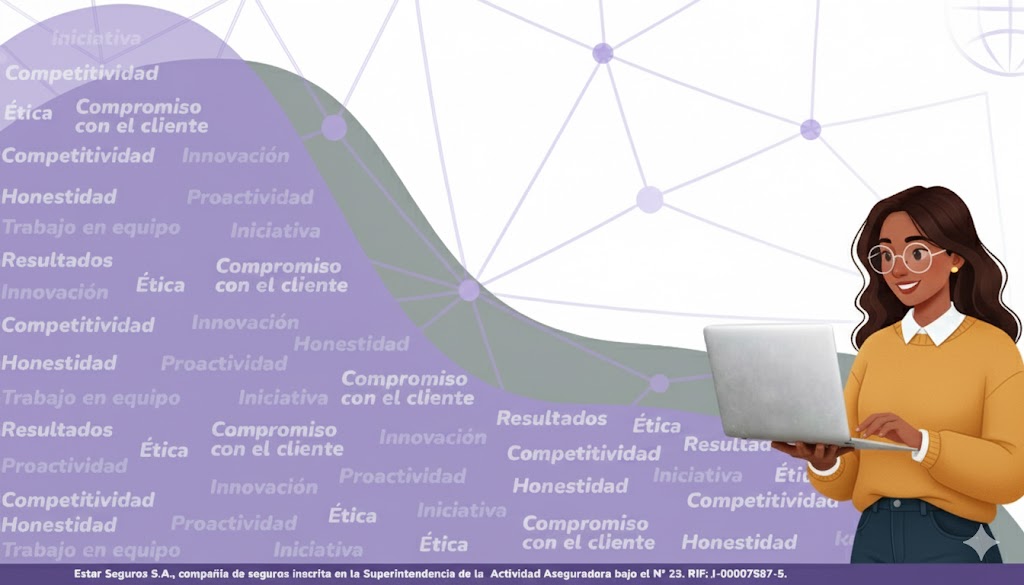 Iniciativa
Competitividad
Ética
Compromiso
con el cliente
Competitividad Innovación
Honestidad Proactividad
Trabajo en equipo Iniciativa
Resultados
Compromiso
con el cliente
Innovación Ética
Competitividad Innovación
Honestidad
Honestidad Proactividad
Compromiso
con el cliente
Trabajo en equipo Iniciativa
Resultados
Compromiso
con el cliente
Ética
Innovación
Resultados Ética
Proactividad
Competitividad Resultad
Innovación Proactividad
Honestidad Iniciativa
Competitividad
Honestidad Proactividad Ética Iniciativa
Competitividad
Trabajo en equipo Iniciativa Ética
Compromiso
con el cliente
Honestidad
Estar Seguros S.A., compañía de seguros inscrita en la Superintendencia de la Actividad Aseguradora bajo el N° 23. RIF: J-00007587-5.